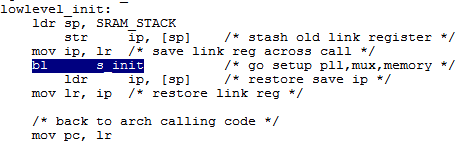 lowlevel_init:
ldr sp, SRAM_STACK
str ip, [sp] /* stash old link register */
mov ip, lr /* save link reg across call */
bl s_init /* go setup pll,mux,memory */
ldr ip, [sp] /* restore save ip */
mov lr, ip /* restore link reg */
/* back to arch calling code */
mov pc, lr